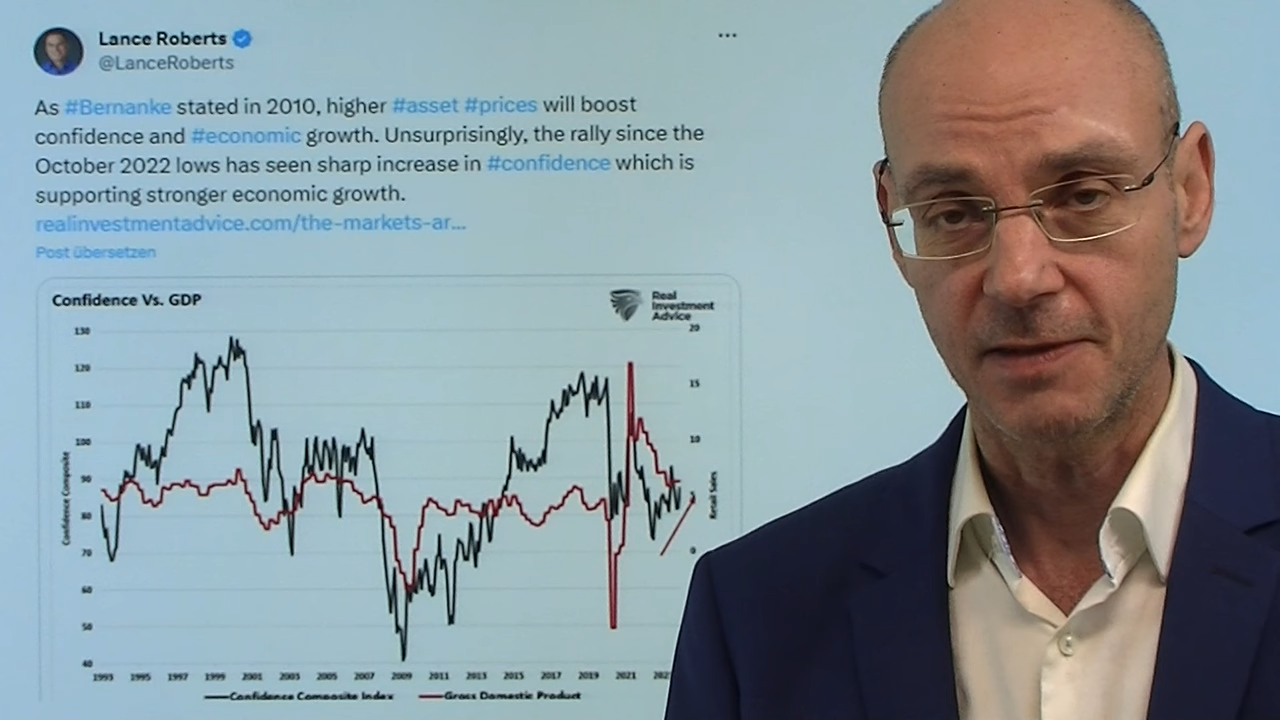 Lance Roberts
@LanceRoberts
As #Bernanke stated in 2010, higher #asset #prices will boost
confidence and #economic growth. Unsurprisingly, the rally since the
October 2022 lows has seen sharp increase in #confidence which is
supporting stronger economic growth.
realinvestmentadvice.com/the-markets-ar...
Post übersetzen
Confidence Vs. GDP
Real
Investment
Advice
130
120
110
100
90
80
70
60
50
40
Confidence Composite
20
15
10
5
0
Retail Sales
1993 1995 1997 1999 2001 2003 2005 2007 2009 2011 2013 2015 2017 2019 2021
Confidence Composite Index
Gross Domestic Product